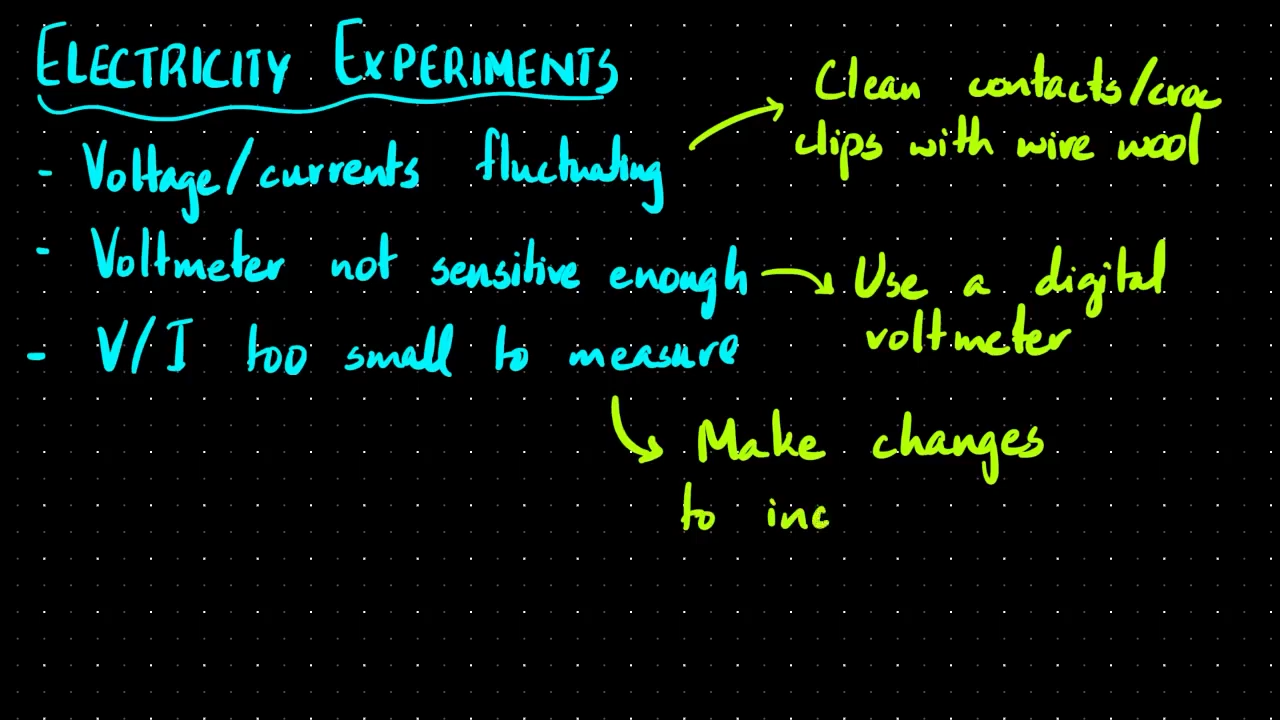 ELECTRICITY EXPERIMENTS
- Voltage/currents fluctuating
Clean contacts/croc
clips with wire wool
- Voltmeter not sensitive enough
Use a digital
voltmeter
- V/I too small to measure
Make changes
to inc